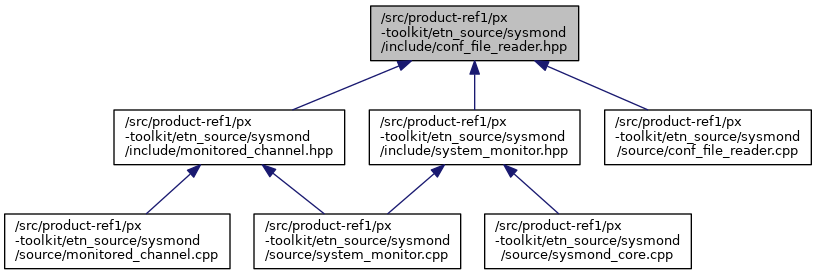 /src/product-ref1/px
-toolkit/etn_source/sysmond
/include/conf_file_reader.hpp
/src/product-ref1/px
-toolkit/etn_source/sysmond
/include/monitored_channel.hpp
/src/product-ref1/px
-toolkit/etn_source/sysmond
/include/system_monitor.hpp
/src/product-ref1/px
-toolkit/etn_source/sysmond
/source/conf_file_reader.cpp
/src/product-ref1/px
-toolkit/etn_source/sysmond
/source/monitored_channel.cpp
/src/product-ref1/px
-toolkit/etn_source/sysmond
/source/system_monitor.cpp
/src/product-ref1/px
-toolkit/etn_source/sysmond
/source/sysmond_core.cpp